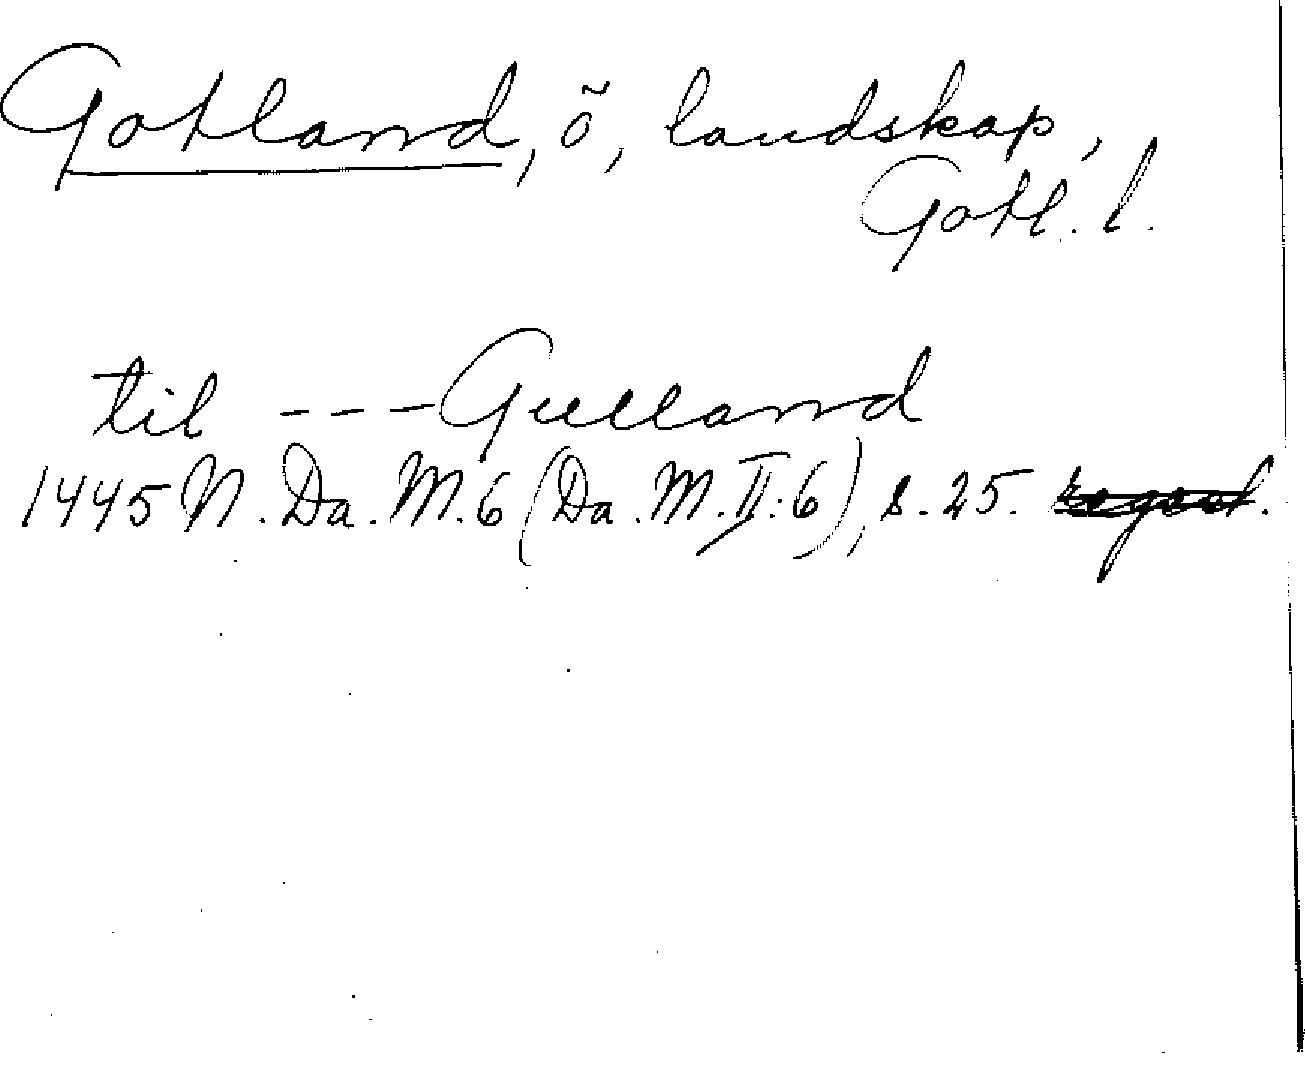 Gotland, ö, landskap,
Gotl. l.
til --- Gulland
1445 N. Da. M. 6 (Da. M. II:6), s. 25.